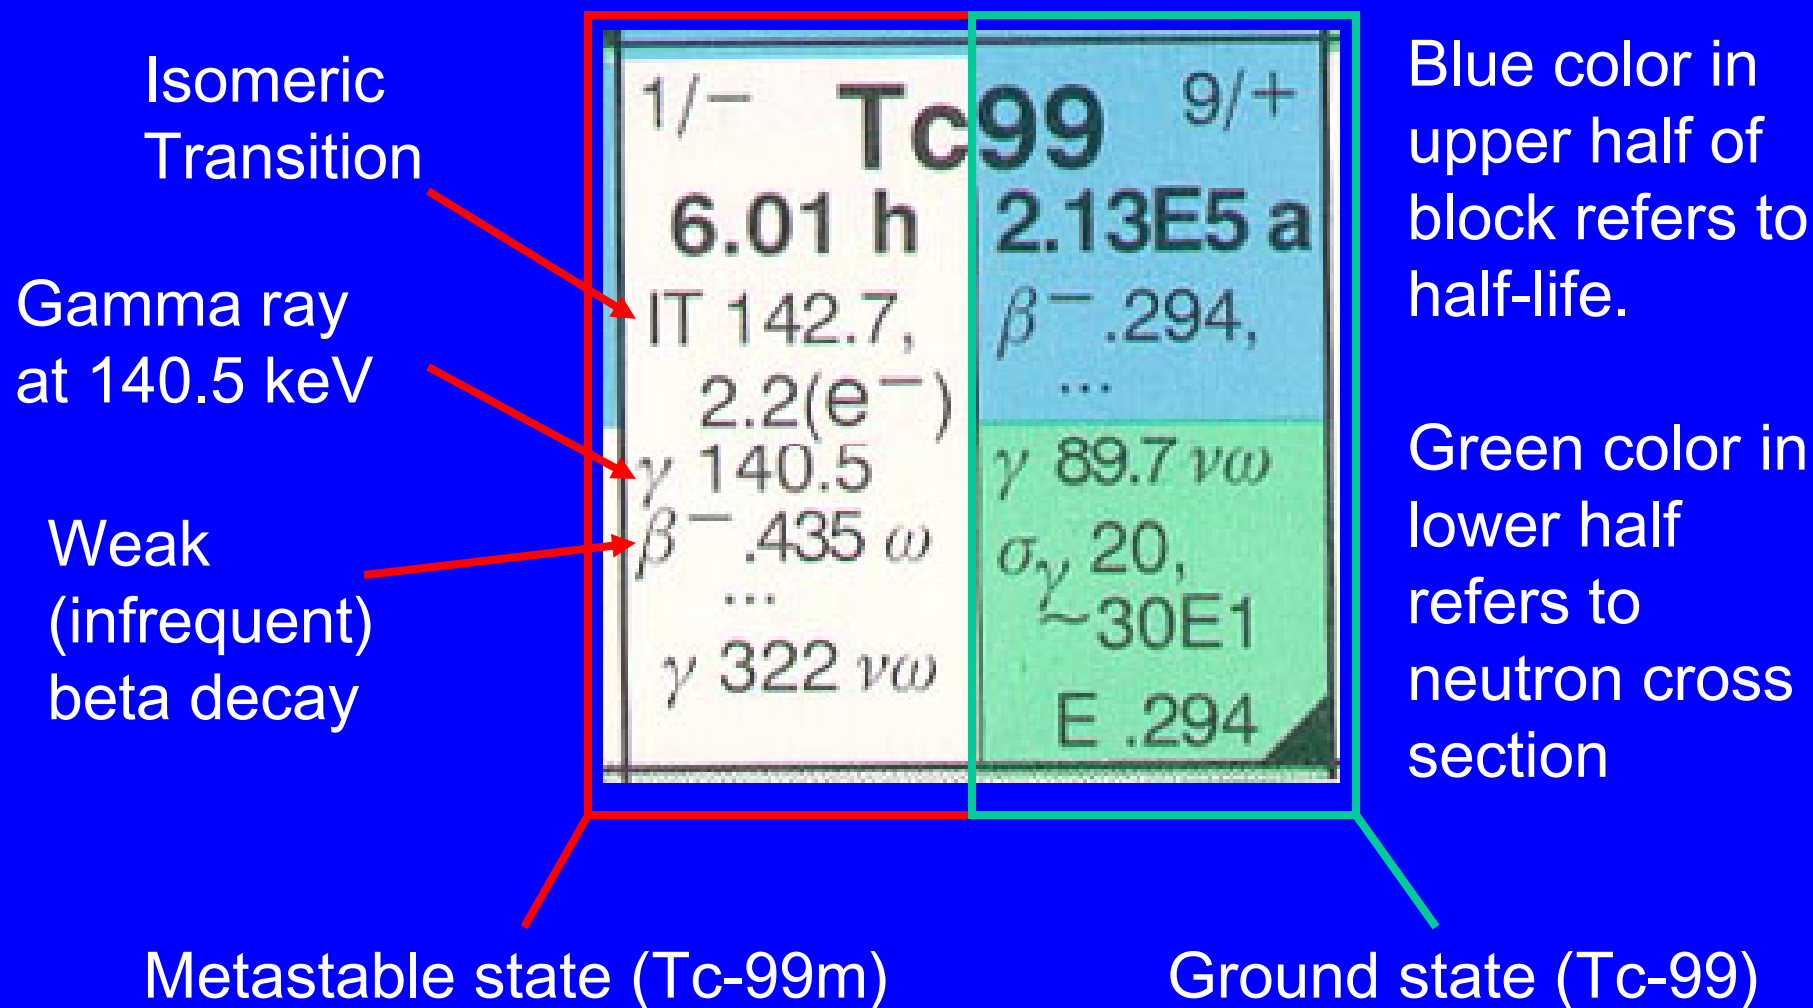 Isomeric
Transition
Gamma ray
at 140.5 keV
Weak
(infrequent)
beta decay
1/− Tc99 9/+
6.01 h
IT 142.7,
2.2(e−)
γ 140.5
β− .435 ω
...
γ 322 νω
2.13E5 a
β− .294,
...
γ 89.7 νω
σγ 20,
~30E1
E .294
Blue color in
upper half of
block refers to
half-life.
Green color in
lower half
refers to
neutron cross
section
Metastable state (Tc-99m)
Ground state (Tc-99)